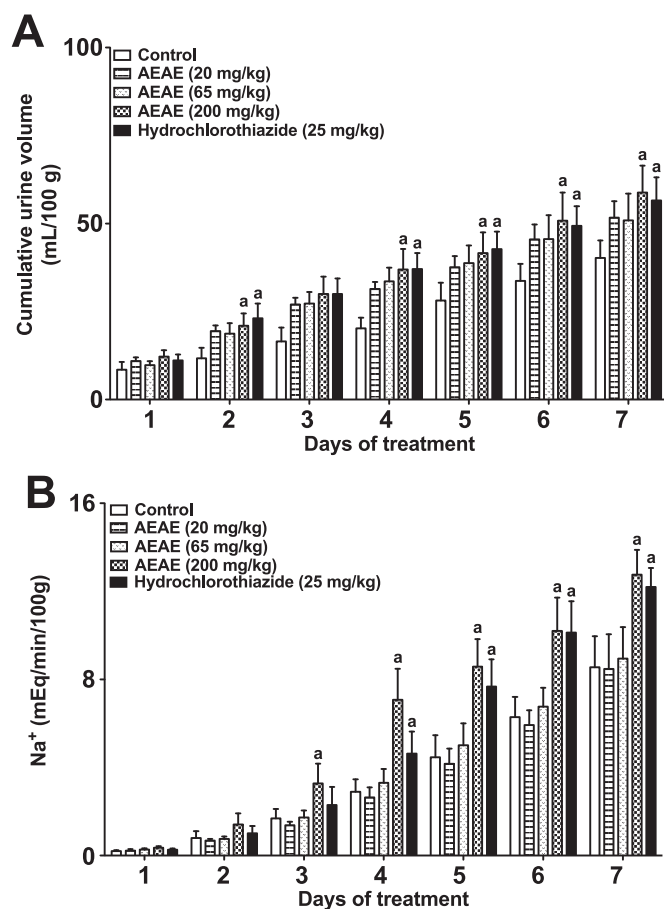 A
100
50
0
Cumulative urine volume
(mL/100 g)
Control
AEAE (20 mg/kg)
AEAE (65 mg/kg)
AEAE (200 mg/kg)
Hydrochlorothiazide (25 mg/kg)
a a
a a
a a
a a
a a
1 2 3 4 5 6 7
Days of treatment
B
16
8
0
Na⁺ (mEq/min/100g)
Control
AEAE (20 mg/kg)
AEAE (65 mg/kg)
AEAE (200 mg/kg)
Hydrochlorothiazide (25 mg/kg)
a
a a
a a
a a
a a
1 2 3 4 5 6 7
Days of treatment